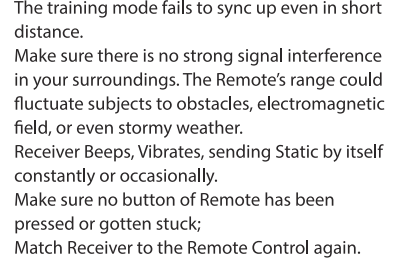 The training mode fails to sync up even in short
distance.
Make sure there is no strong signal interference
in your surroundings. The Remote's range could
fluctuate subjects to obstacles, electromagnetic
field, or even stormy weather.
Receiver Beeps, Vibrates, sending Static by itself
constantly or occasionally.
Make sure no button of Remote has been
pressed or gotten stuck;
Match Receiver to the Remote Control again.